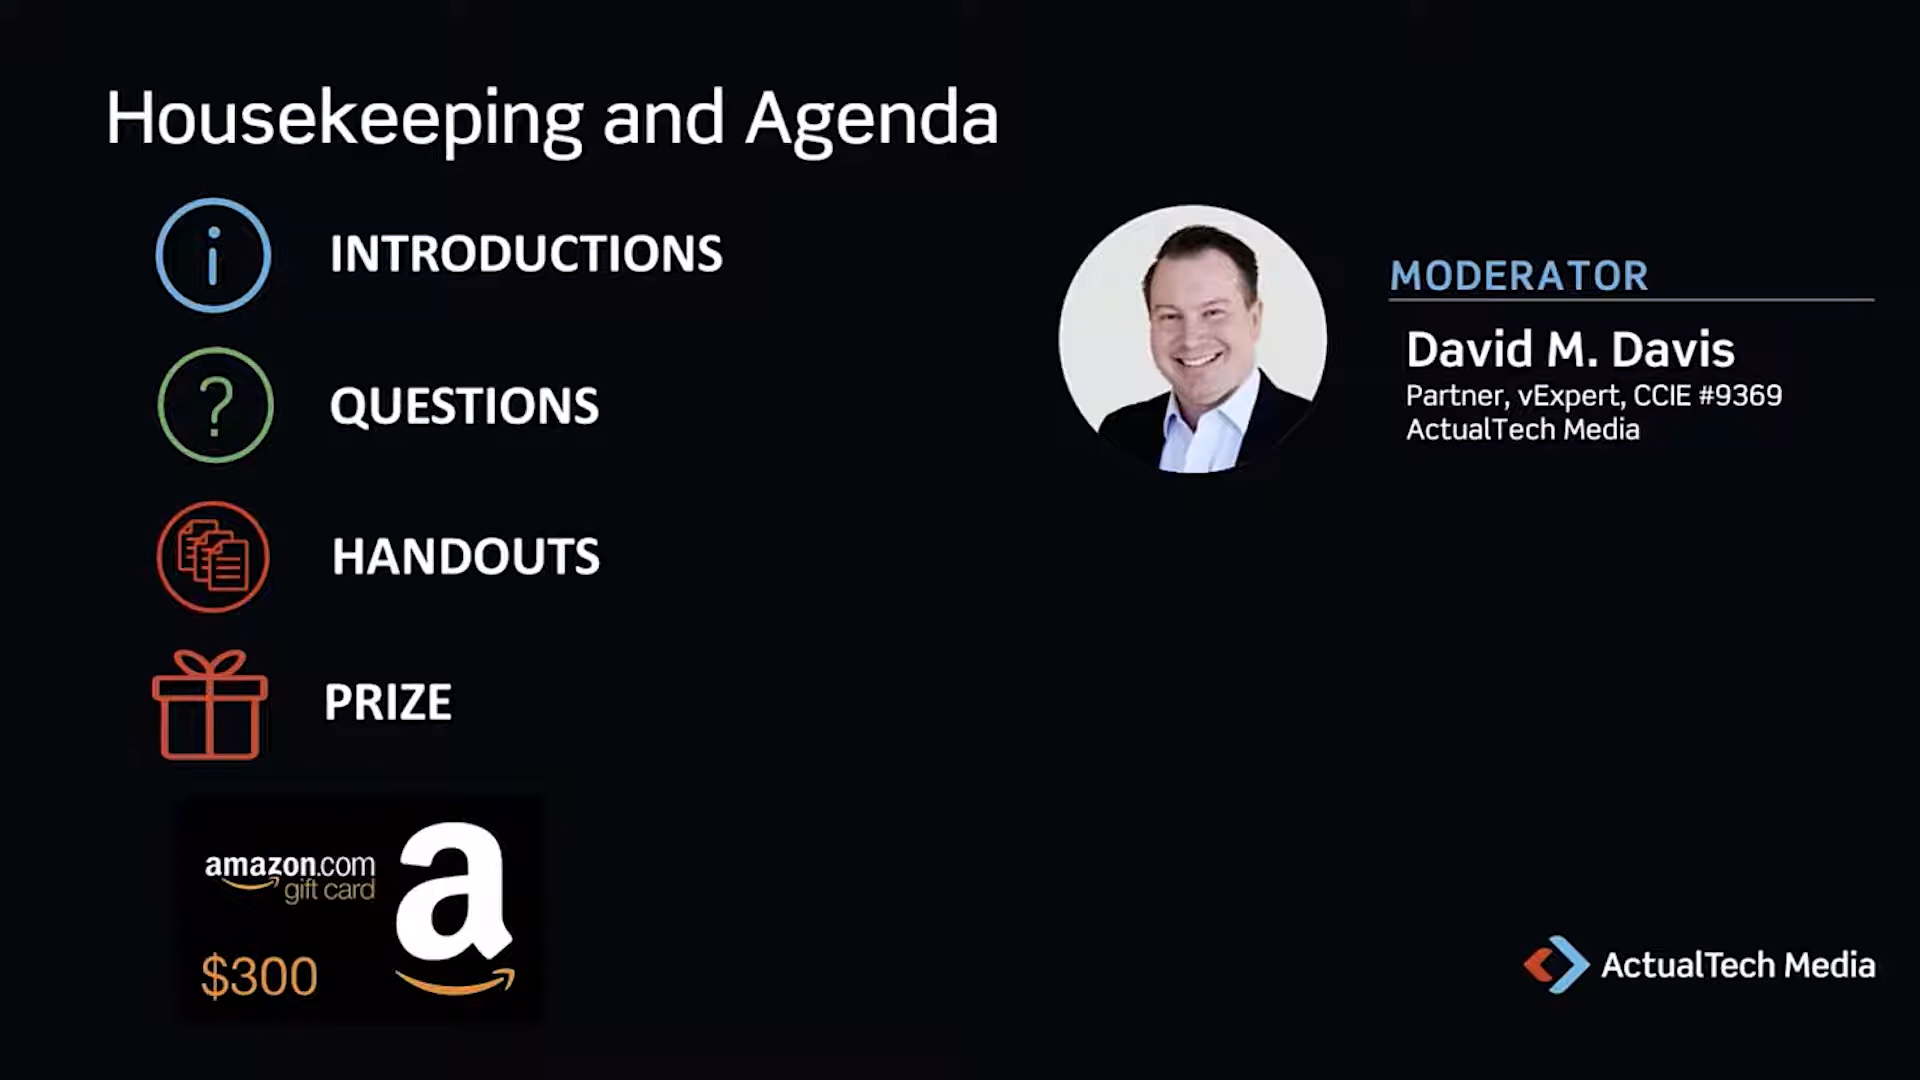 Housekeeping and Agenda
INTRODUCTIONS
QUESTIONS
HANDOUTS
PRIZE
amazon.com
gift card
$300
a
MODERATOR
David M. Davis
Partner, vExpert, CCIE #9369
ActualTech Media
ActualTech Media